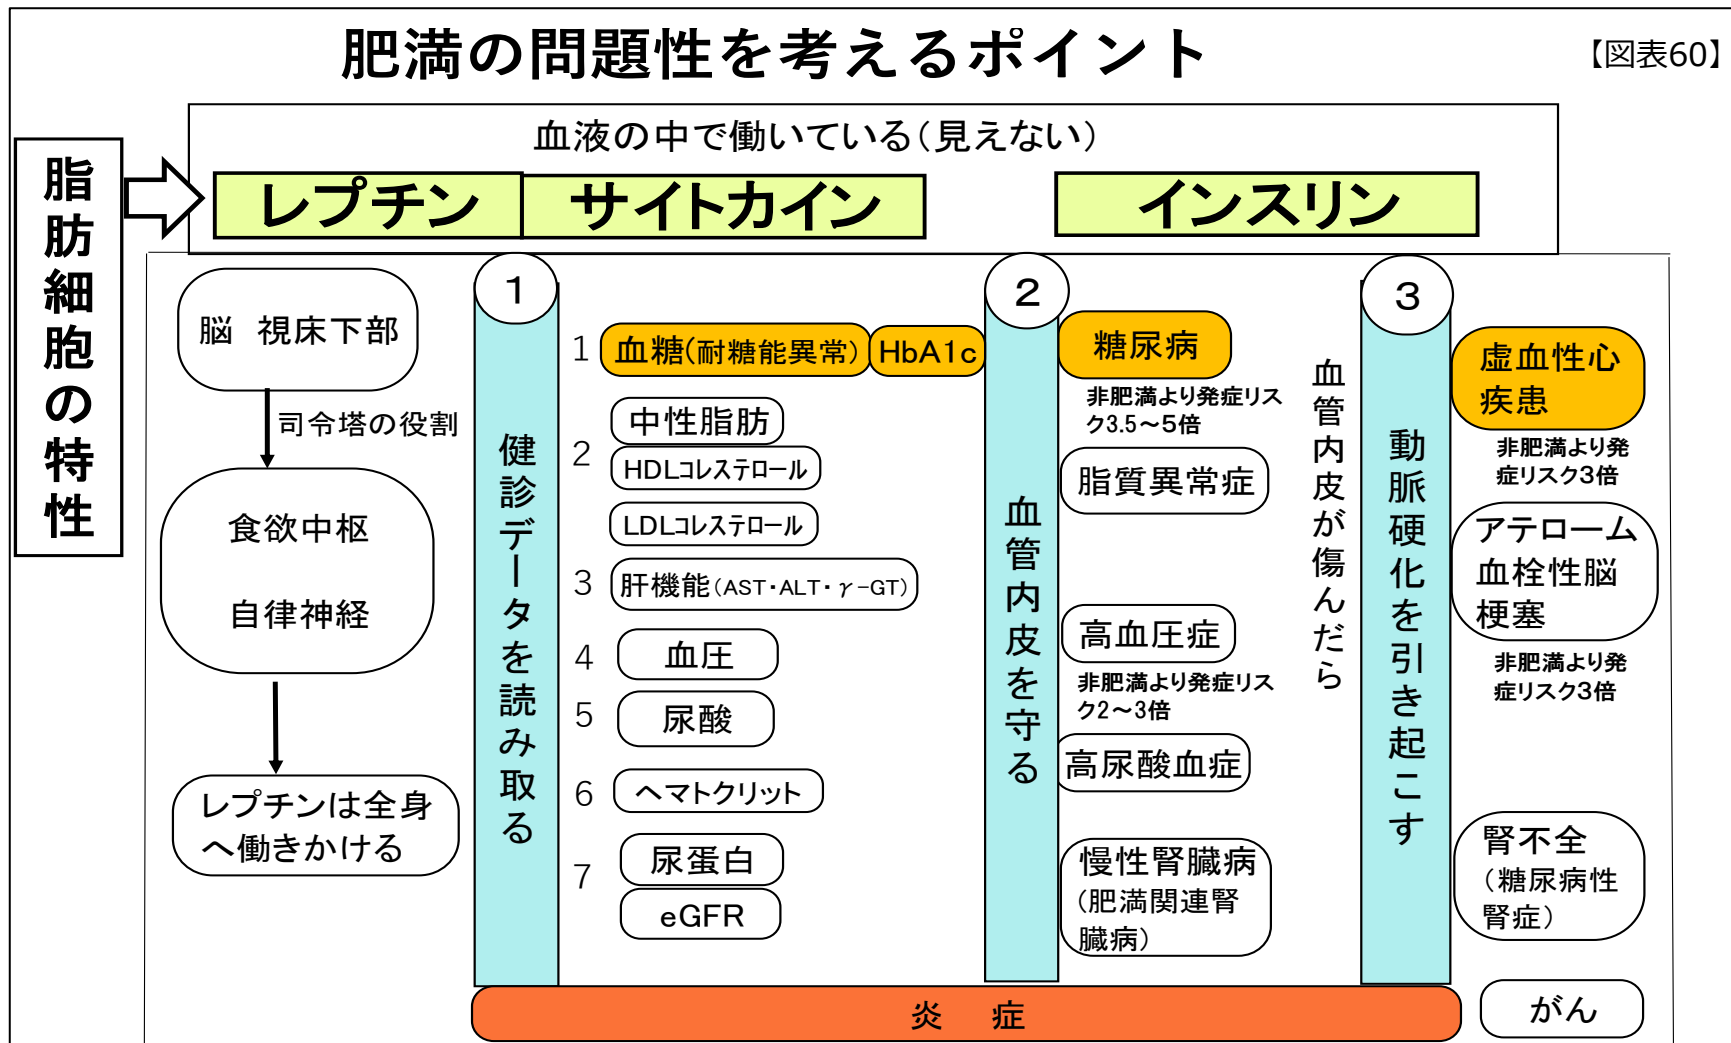 肥満の問題性を考えるポイント
【図表60】
脂肪細胞の特性
血液の中で働いている(見えない)
レプチン
サイトカイン
インスリン
脳 視床下部
司令塔の役割
食欲中枢
自律神経
レプチンは全身
へ働きかける
1
健診データを読み取る
1
血糖(耐糖能異常)
HbA1c
2
中性脂肪
HDLコレステロール
LDLコレステロール
3
肝機能(AST・ALT・γ-GT)
4
血圧
5
尿酸
6
ヘマトクリット
7
尿蛋白
eGFR
2
血管内皮を守る
糖尿病
非肥満より発症リス
ク3.5～5倍
脂質異常症
高血圧症
非肥満より発症リス
ク2～3倍
高尿酸血症
慢性腎臓病
(肥満関連腎
臓病)
血管内皮が傷んだら
3
動脈硬化を引き起こす
虚血性心
疾患
非肥満より発
症リスク3倍
アテローム
血栓性脳
梗塞
非肥満より発
症リスク3倍
腎不全
(糖尿病性
腎症)
炎 症
がん